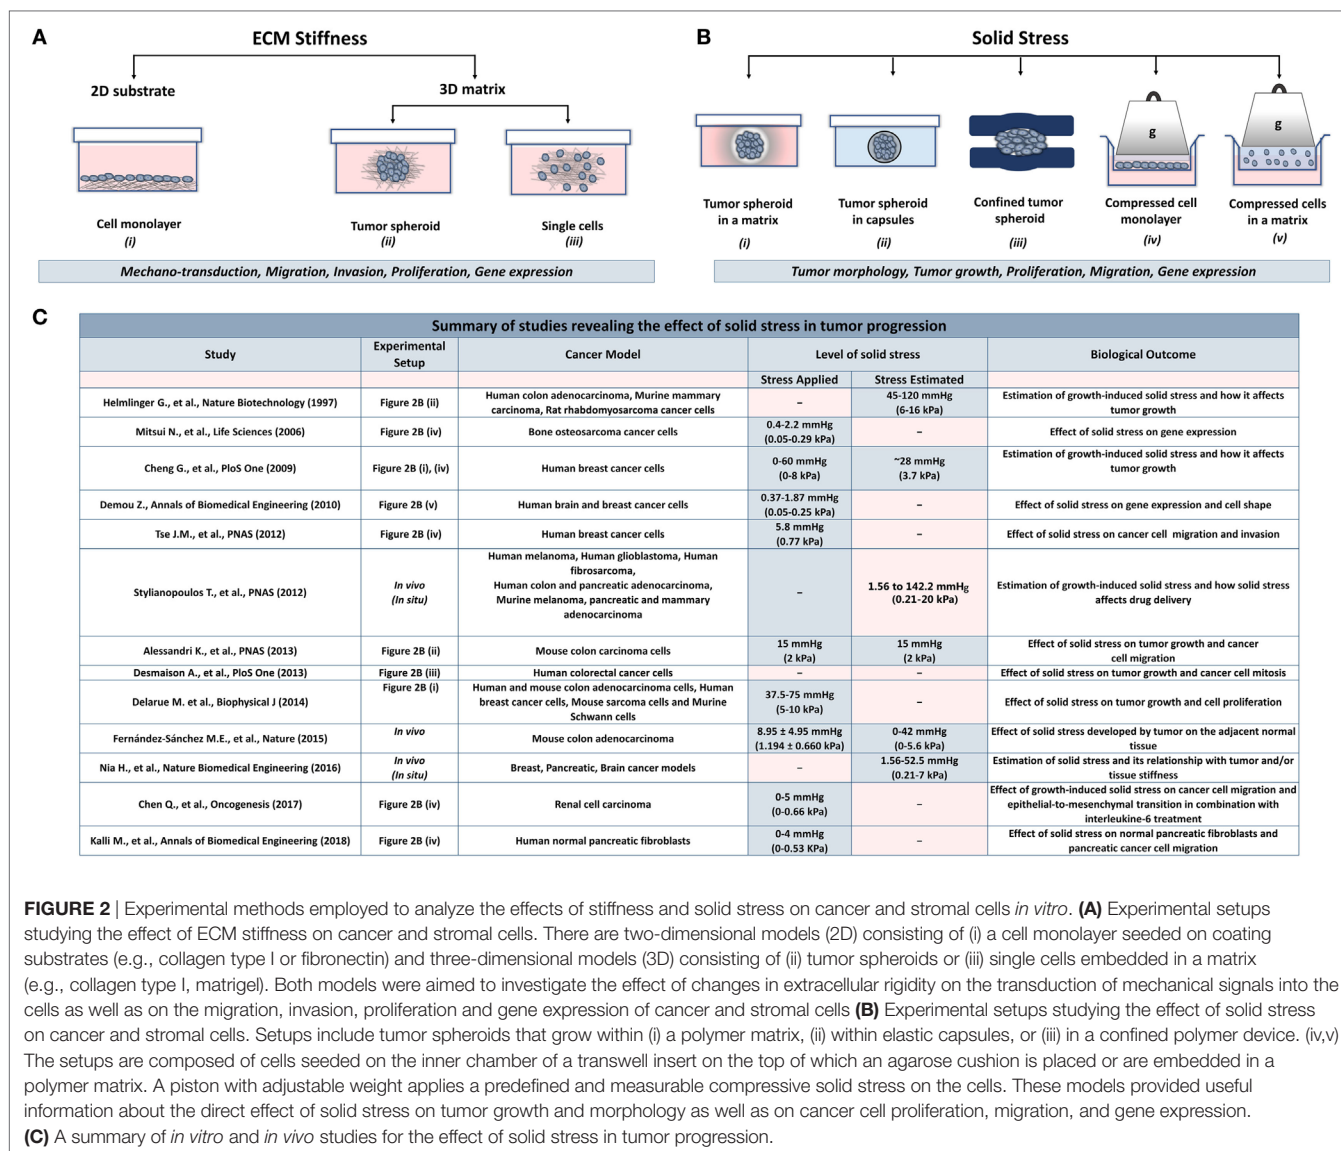 A
ECM Stiffness
2D substrate
3D matrix
Cell monolayer
(i)
Tumor spheroid
(ii)
Single cells
(iii)
Mechano-transduction, Migration, Invasion, Proliferation, Gene expression
B
Solid Stress
g
g
Tumor spheroid
in a matrix
(i)
Tumor spheroid
in capsules
(ii)
Confined tumor
spheroid
(iii)
Compressed cell
monolayer
(iv)
Compressed cells
in a matrix
(v)
Tumor morphology, Tumor growth, Proliferation, Migration, Gene expression
C
Summary of studies revealing the effect of solid stress in tumor progression
Study
Experimental
Setup
Cancer Model
Level of solid stress
Biological Outcome
Stress Applied
Stress Estimated
Helmlinger G., et al., Nature Biotechnology (1997)
Figure 2B (ii)
Human colon adenocarcinoma, Murine mammary
carcinoma, Rat rhabdomyosarcoma cancer cells
–
45-120 mmHg
(6-16 kPa)
Estimation of growth-induced solid stress and how it affects
tumor growth
Mitsui N., et al., Life Sciences (2006)
Figure 2B (iv)
Bone osteosarcoma cancer cells
0.4-2.2 mmHg
(0.05-0.29 kPa)
–
Effect of solid stress on gene expression
Cheng G., et al., PloS One (2009)
Figure 2B (i), (iv)
Human breast cancer cells
0-60 mmHg
(0-8 kPa)
~28 mmHg
(3.7 kPa)
Estimation of growth-induced solid stress and how it affects
tumor growth
Demou Z., Annals of Biomedical Engineering (2010)
Figure 2B (v)
Human brain and breast cancer cells
0.37-1.87 mmHg
(0.05-0.25 kPa)
–
Effect of solid stress on gene expression and cell shape
Tse J.M., et al., PNAS (2012)
Figure 2B (iv)
Human breast cancer cells
5.8 mmHg
(0.77 kPa)
–
Effect of solid stress on cancer cell migration and invasion
Stylianopoulos T., et al., PNAS (2012)
In vivo
(In situ)
Human melanoma, Human glioblastoma, Human
fibrosarcoma,
Human colon and pancreatic adenocarcinoma,
Murine melanoma, pancreatic and mammary
adenocarcinoma
–
1.56 to 142.2 mmHg
(0.21-20 kPa)
Estimation of growth-induced solid stress and how solid stress
affects drug delivery
Alessandri K., et al., PNAS (2013)
Figure 2B (ii)
Mouse colon carcinoma cells
15 mmHg
(2 kPa)
15 mmHg
(2 kPa)
Effect of solid stress on tumor growth and cancer
cell migration
Desmaison A., et al., PloS One (2013)
Figure 2B (iii)
Human colorectal cancer cells
–
–
Effect of solid stress on tumor growth and cancer cell mitosis
Delarue M. et al., Biophysical J (2014)
Figure 2B (i)
Human and mouse colon adenocarcinoma cells, Human
breast cancer cells, Mouse sarcoma cells and Murine
Schwann cells
37.5-75 mmHg
(5-10 kPa)
–
Effect of solid stress on tumor growth and cell proliferation
Fernández-Sánchez M.E., et al., Nature (2015)
In vivo
Mouse colon adenocarcinoma
8.95 ± 4.95 mmHg
(1.194 ± 0.660 kPa)
0-42 mmHg
(0-5.6 kPa)
Effect of solid stress developed by tumor on the adjacent normal
tissue
Nia H., et al., Nature Biomedical Engineering (2016)
In vivo
(In situ)
Breast, Pancreatic, Brain cancer models
–
1.56-52.5 mmHg
(0.21-7 kPa)
Estimation of solid stress and its relationship with tumor and/or
tissue stiffness
Chen Q., et al., Oncogenesis (2017)
Figure 2B (iv)
Renal cell carcinoma
0-5 mmHg
(0-0.66 kPa)
–
Effect of growth-induced solid stress on cancer cell migration and
epithelial-to-mesenchymal transition in combination with
interleukine-6 treatment
Kalli M., et al., Annals of Biomedical Engineering (2018)
Figure 2B (iv)
Human normal pancreatic fibroblasts
0-4 mmHg
(0-0.53 KPa)
–
Effect of solid stress on normal pancreatic fibroblasts and
pancreatic cancer cell migration
FIGURE 2 | Experimental methods employed to analyze the effects of stiffness and solid stress on cancer and stromal cells in vitro. (A) Experimental setups
studying the effect of ECM stiffness on cancer and stromal cells. There are two-dimensional models (2D) consisting of (i) a cell monolayer seeded on coating
substrates (e.g., collagen type I or fibronectin) and three-dimensional models (3D) consisting of (ii) tumor spheroids or (iii) single cells embedded in a matrix
(e.g., collagen type I, matrigel). Both models were aimed to investigate the effect of changes in extracellular rigidity on the transduction of mechanical signals into the
cells as well as on the migration, invasion, proliferation and gene expression of cancer and stromal cells (B) Experimental setups studying the effect of solid stress
on cancer and stromal cells. Setups include tumor spheroids that grow within (i) a polymer matrix, (ii) within elastic capsules, or (iii) in a confined polymer device. (iv,v)
The setups are composed of cells seeded on the inner chamber of a transwell insert on the top of which an agarose cushion is placed or are embedded in a
polymer matrix. A piston with adjustable weight applies a predefined and measurable compressive solid stress on the cells. These models provided useful
information about the direct effect of solid stress on tumor growth and morphology as well as on cancer cell proliferation, migration, and gene expression.
(C) A summary of in vitro and in vivo studies for the effect of solid stress in tumor progression.